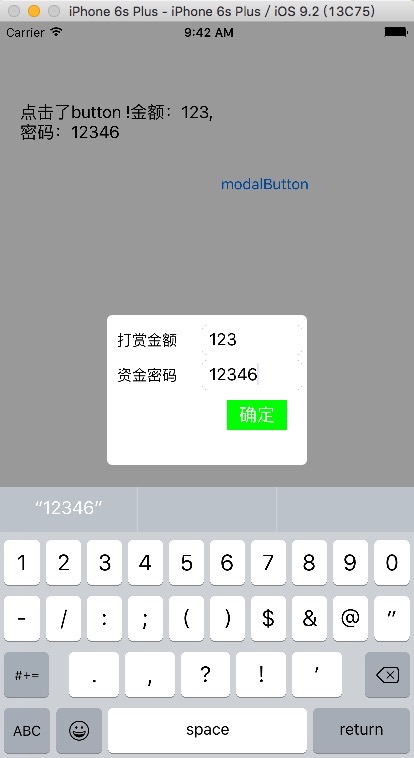 iPhone 6s Plus - iPhone 6s Plus / iOS 9.2 (13C75)
Carrier 9:42 AM
点击了button !金额：123,
密码：12346
modalButton
打赏金额 123
资金密码 12346
确定
“12346”
1 2 3 4 5 6 7 8 9 0
- / : ; ( ) $ & @ "
#+= . , ? ! ’
ABC space return